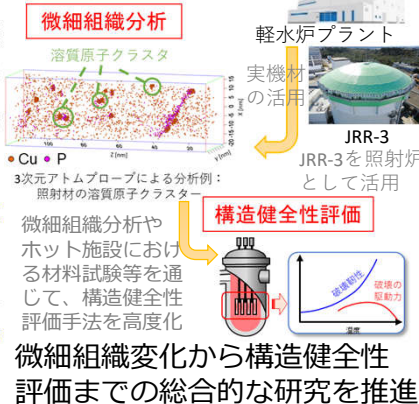 微細組織分析
溶質原子クラスタ
軽水炉プラント
実機材
の活用
JRR-3
JRR-3を照射炉
として活用
Z [nm]
Y [nm]
X [nm]
Cu P
3次元アトムプローブによる分析例：
照射材の溶質原子クラスター
微細組織分析や
ホット施設におけ
る材料試験等を通
じて、構造健全性
評価手法を高度化
構造健全性評価
破壊靭性
破壊の
駆動力
温度
微細組織変化から構造健全性
評価までの総合的な研究を推進